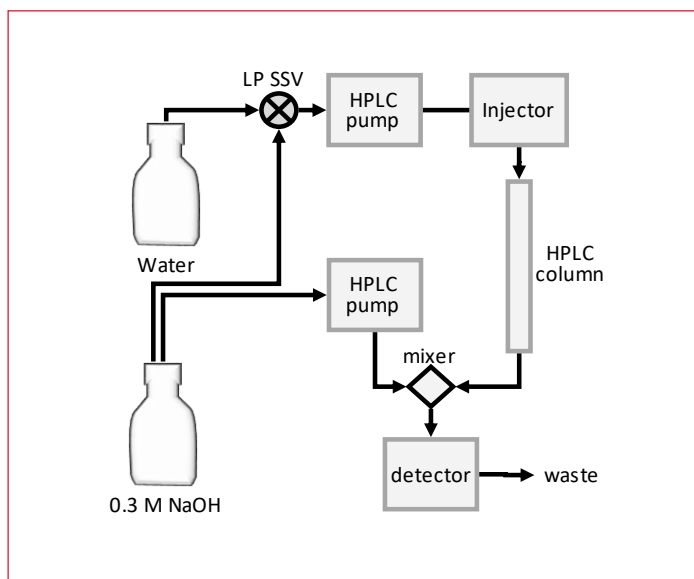 LP SSV
HPLC
pump
Injector
Water
HPLC
pump
HPLC
column
mixer
0.3 M NaOH
detector
waste